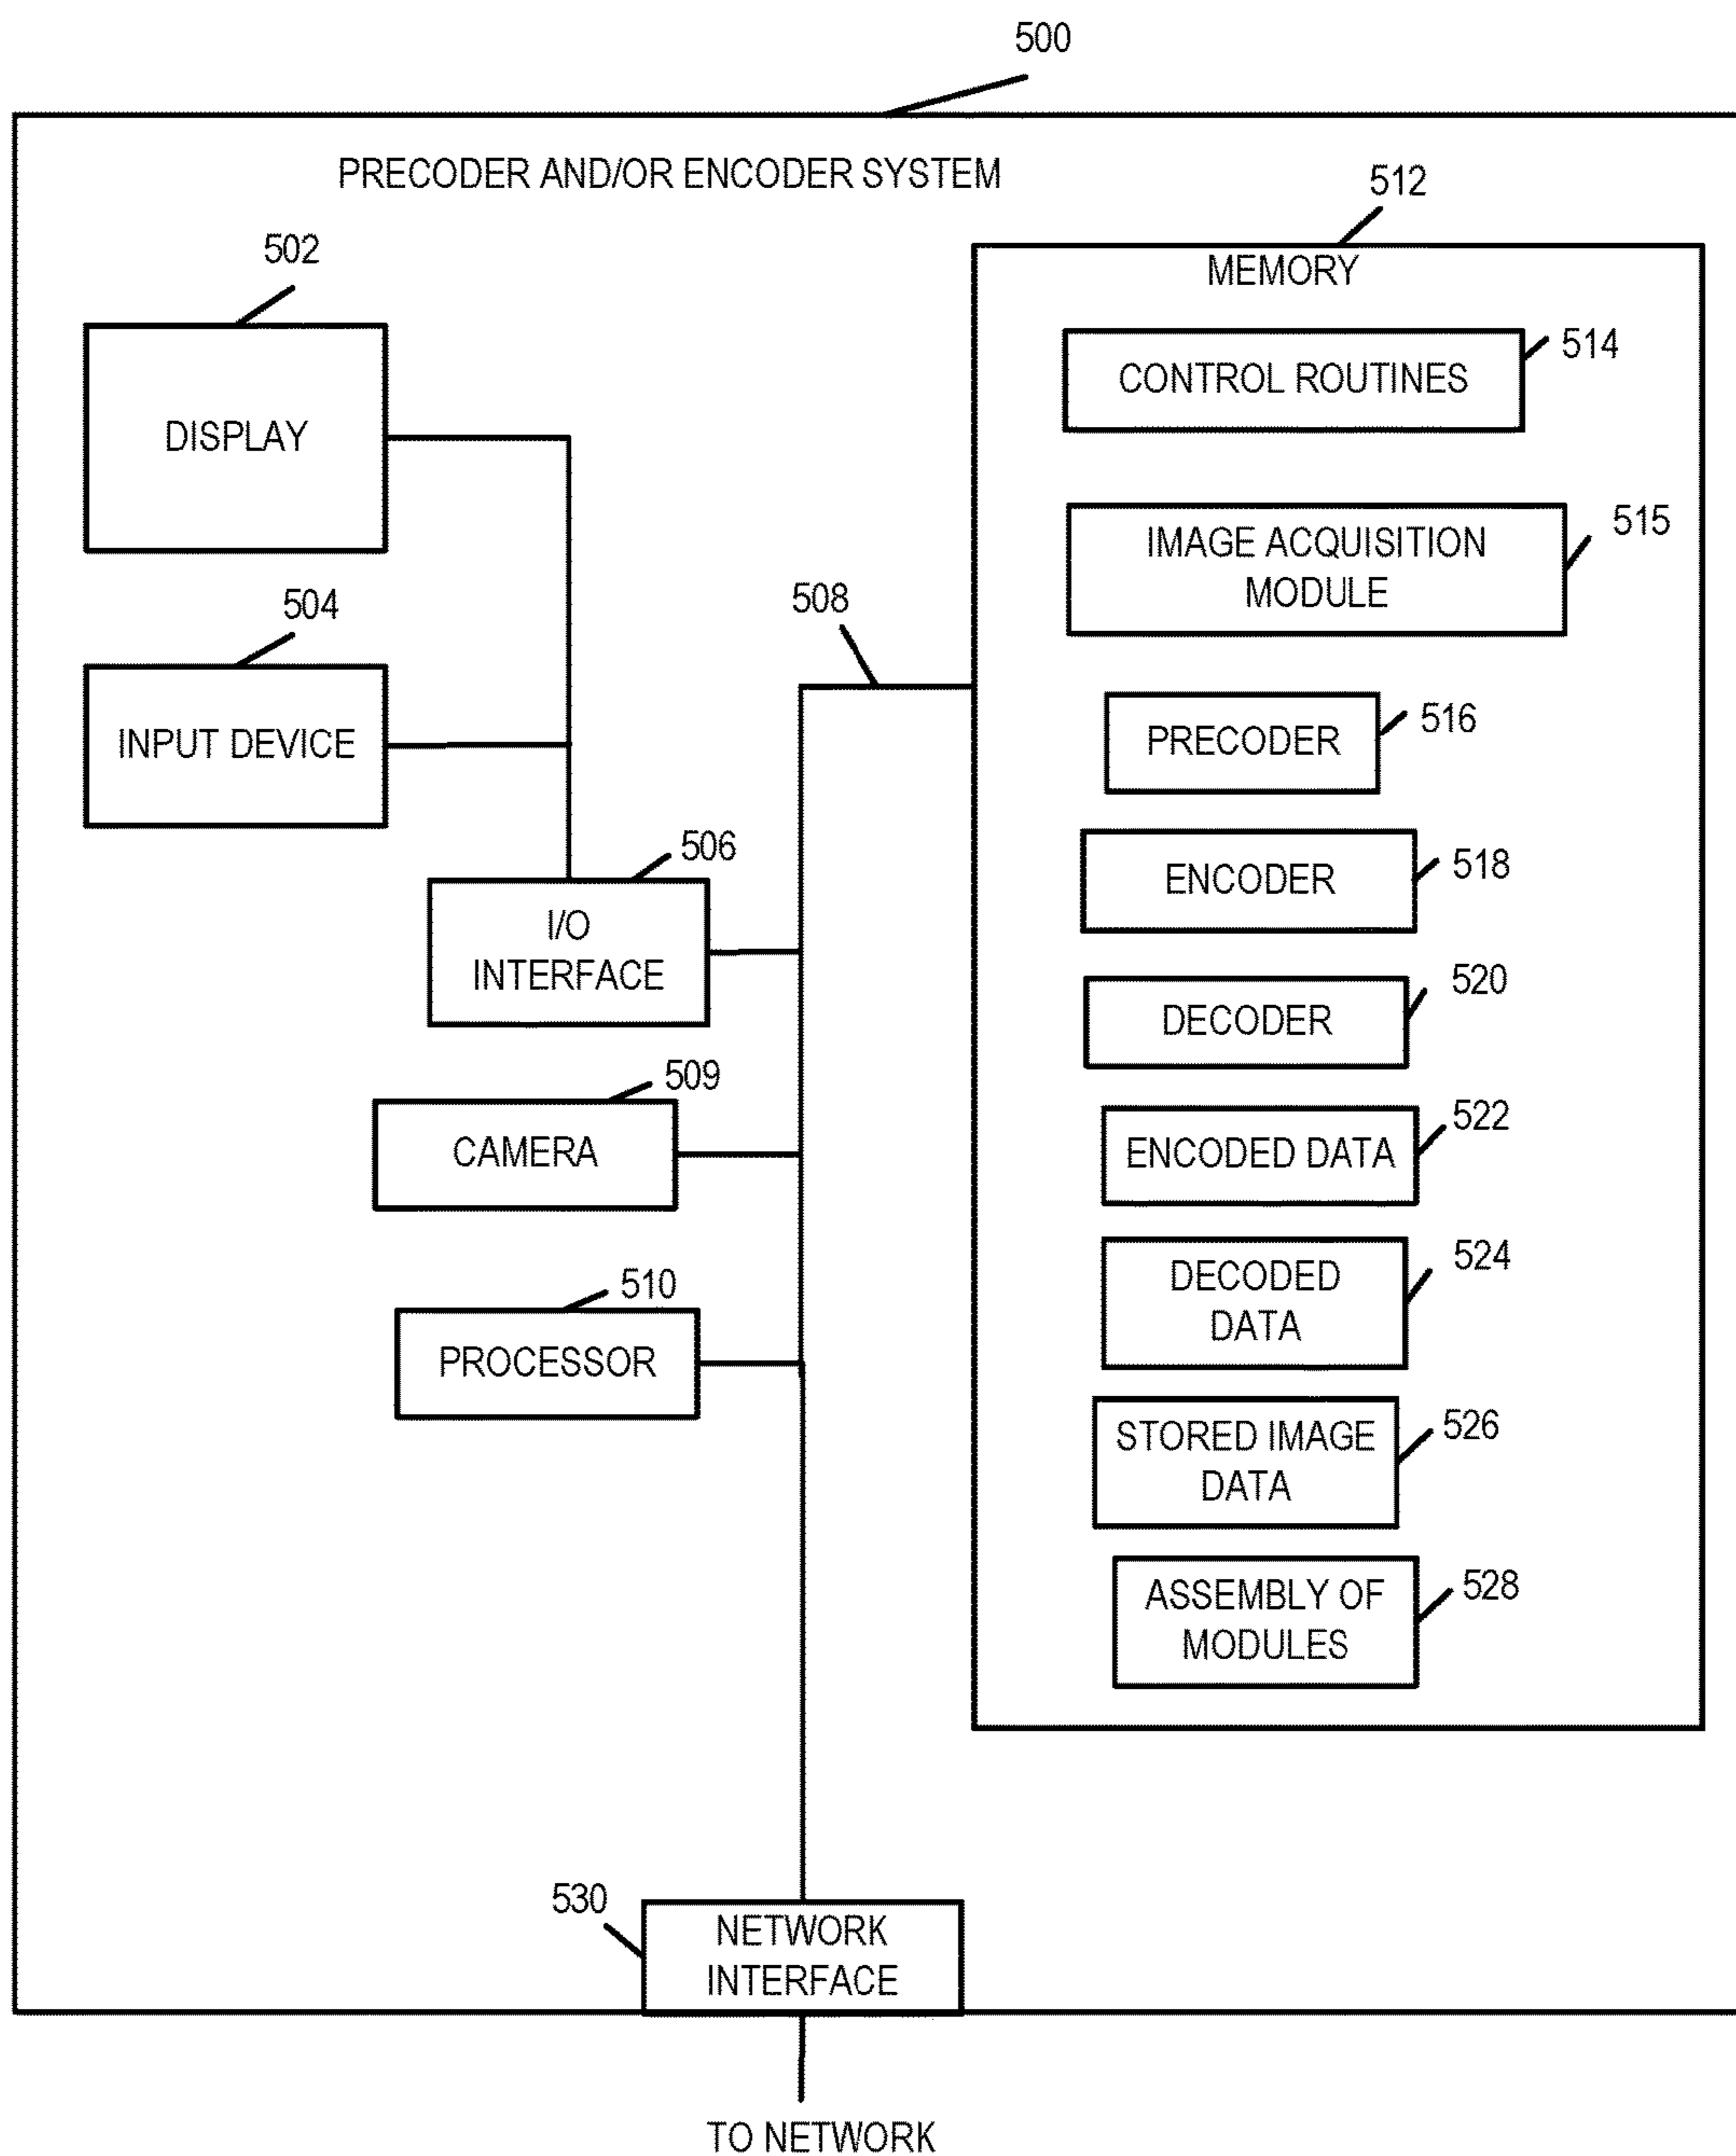 500
PRECODER AND/OR ENCODER SYSTEM
502
DISPLAY
504
INPUT DEVICE
506
I/O
INTERFACE
508
509
CAMERA
510
PROCESSOR
512
MEMORY
514
CONTROL ROUTINES
515
IMAGE ACQUISITION
MODULE
516
PRECODER
518
ENCODER
520
DECODER
522
ENCODED DATA
524
DECODED
DATA
526
STORED IMAGE
DATA
528
ASSEMBLY OF
MODULES
530
NETWORK
INTERFACE
TO NETWORK